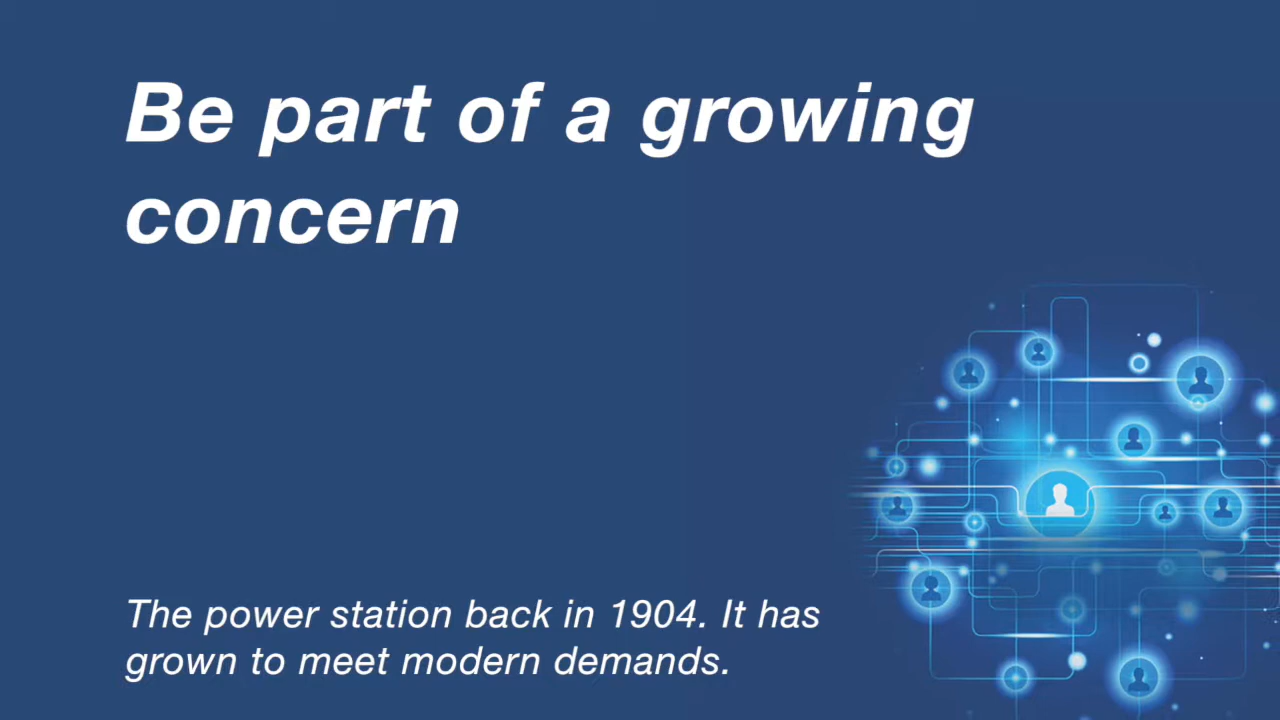 Be part of a growing
concern
The power station back in 1904. It has
grown to meet modern demands.